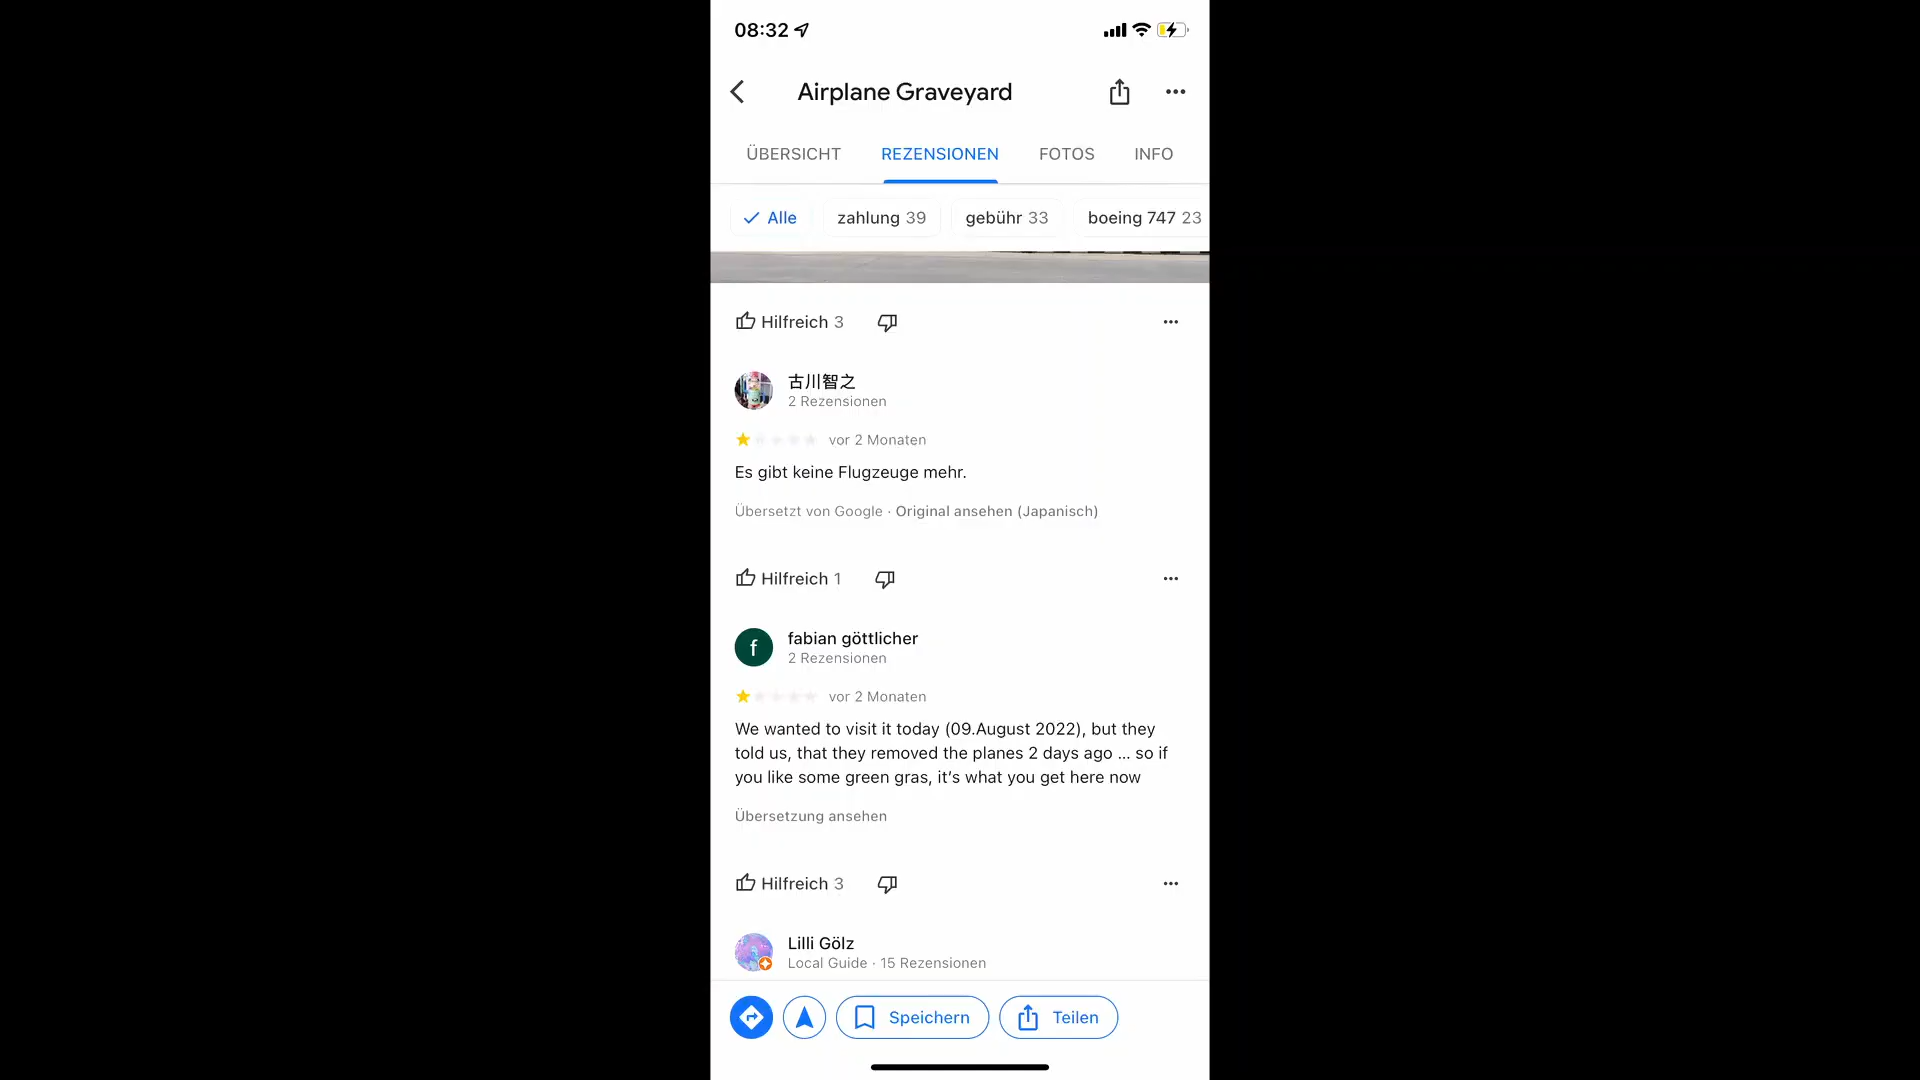 08:32
Airplane Graveyard
ÜBERSICHT REZENSIONEN FOTOS INFO
Alle zahlung 39 gebühr 33 boeing 747 23
Hilfreich 3
古川智之
2 Rezensionen
vor 2 Monaten
Es gibt keine Flugzeuge mehr.
Übersetzt von Google · Original ansehen (Japanisch)
Hilfreich 1
f
fabian göttlicher
2 Rezensionen
vor 2 Monaten
We wanted to visit it today (09.August 2022), but they
told us, that they removed the planes 2 days ago ... so if
you like some green gras, it’s what you get here now
Übersetzung ansehen
Hilfreich 3
Lilli Gölz
Local Guide · 15 Rezensionen
Speichern Teilen